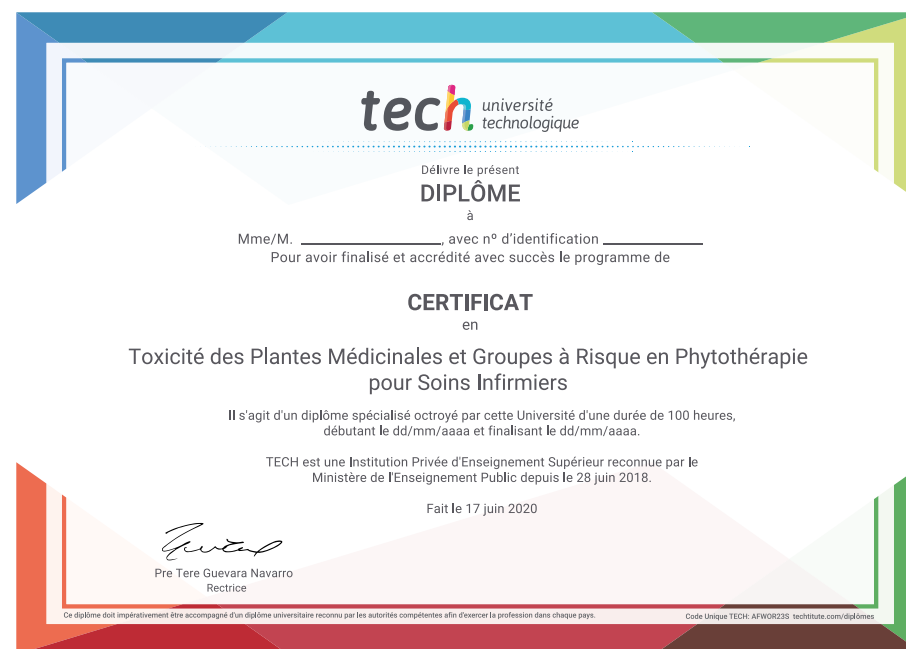 tech université
technologique
Délivre le présent
DIPLÔME
à
Mme/M. ____________________, avec nº d'identification ______________
Pour avoir finalisé et accrédité avec succès le programme de
CERTIFICAT
en
Toxicité des Plantes Médicinales et Groupes à Risque en Phytothérapie
pour Soins Infirmiers
Il s'agit d'un diplôme spécialisé octroyé par cette Université d'une durée de 100 heures,
débutant le dd/mm/aaaa et finalisant le dd/mm/aaaa.
TECH est une Institution Privée d'Enseignement Supérieur reconnue par le
Ministère de l'Enseignement Public depuis le 28 juin 2018.
Fait le 17 juin 2020
Pre Tere Guevara Navarro
Rectrice
Ce diplôme doit impérativement être accompagné d'un diplôme universitaire reconnu par les autorités compétentes afin d'exercer la profession dans chaque pays.
Code Unique TECH: AFWOR23S techtitute.com/diplômes